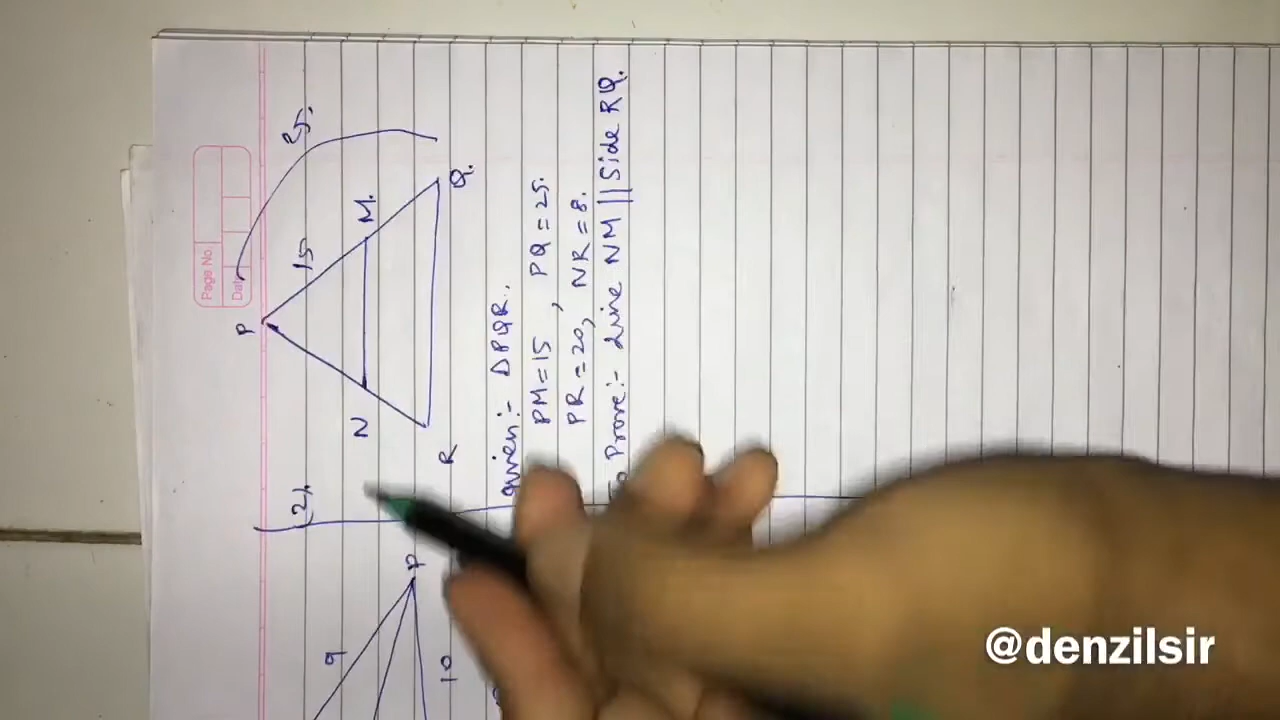 Page No.
Date
(2).
P
15
25.
N
M.
R
Q.
given:- ΔPQR.
PM=15 , PQ=25.
PR=20, NR=8.
To Prove:- Line NM || Side RQ.
P
9
10
@denzilsir